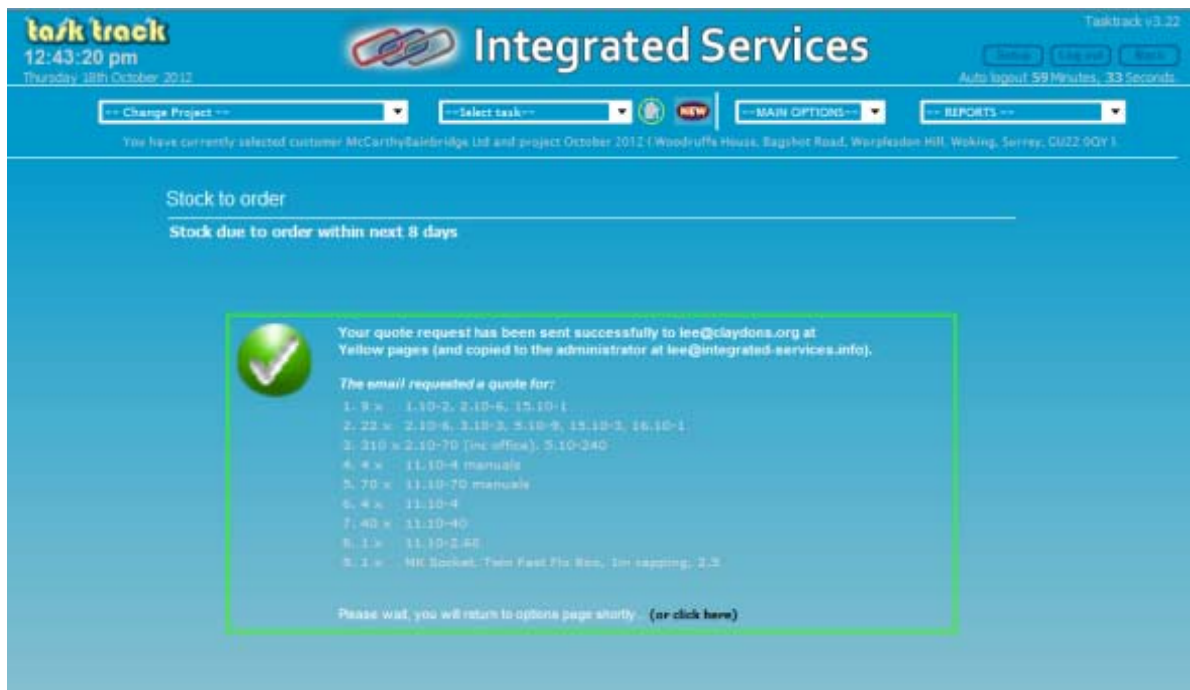 task track
12:43:20 pm
Thursday 18th October 2012
Integrated Services
Tasktrack v3.22
Setup Log out Back
Auto logout 59 Minutes, 33 Seconds.
-- Change Project --
--Select task--
NEW
--MAIN OPTIONS--
-- REPORTS --
You have currently selected customer McCarthyBainbridge Ltd and project October 2012 ( Woodruffe House, Bagshot Road, Worplesdon Hill, Woking, Surrey, GU22 0QY ).
Stock to order
Stock due to order within next 8 days
Your quote request has been sent successfully to lee@claydons.org at
Yellow pages (and copied to the administrator at lee@integrated-services.info).
The email requested a quote for:
1. 9 x 1.10-2, 2.10-6, 15.10-1
2. 22 x 2.10-6, 3.10-3, 5.10-9, 15.10-3, 16.10-1
3. 310 x 2.10-70 (inc office), 5.10-240
4. 4 x 11.10-4 manuals
5. 70 x 11.10-70 manuals
6. 4 x 11.10-4
7. 40 x 11.10-40
8. 1 x 11.10-2.60
9. 1 x MK Socket, Twin Fast Fix Box, 1m capping, 2.5
Please wait, you will return to options page shortly... (or click here)